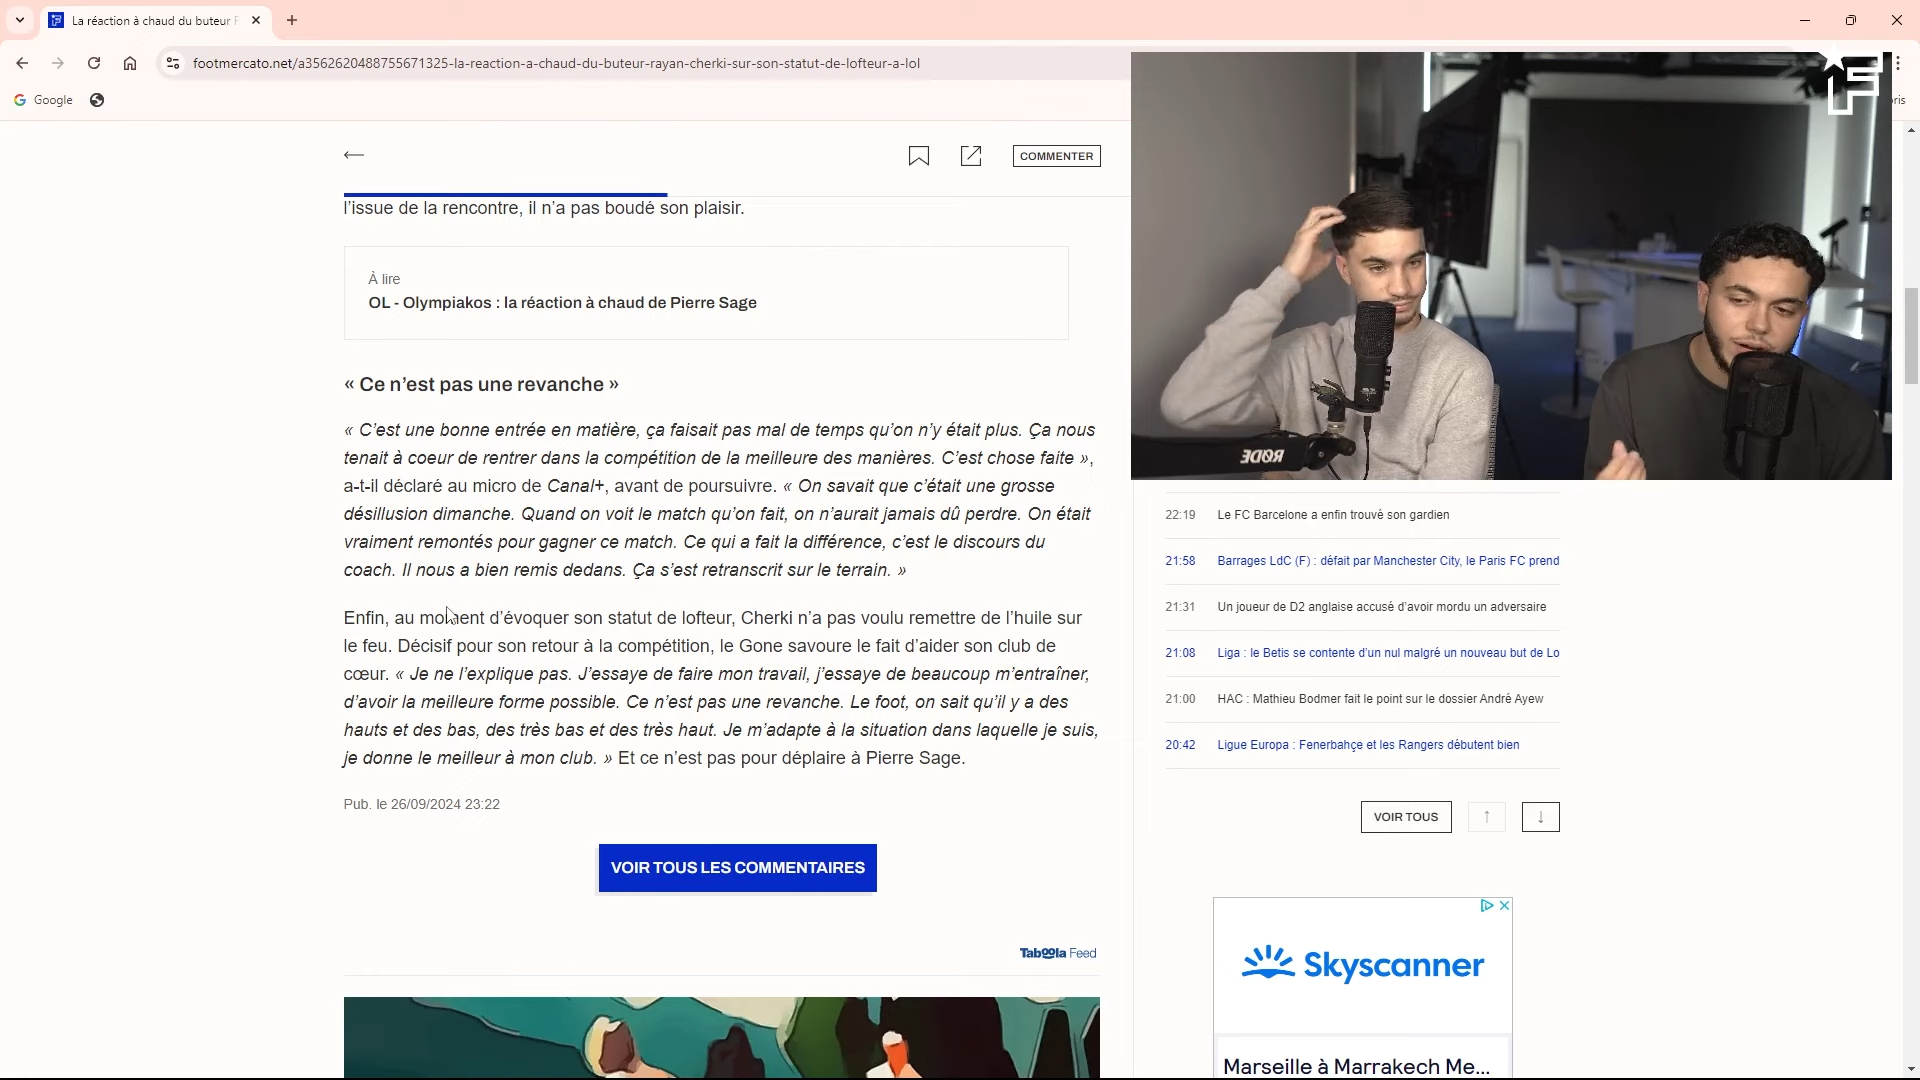 La réaction à chaud du buteur
footmercato.net/a3562620488755671325-la-reaction-a-chaud-du-buteur-rayan-cherki-sur-son-statut-de-lofteur-a-lol
Google
COMMENTER
l'issue de la rencontre, il n'a pas boudé son plaisir.
À lire
OL - Olympiakos : la réaction à chaud de Pierre Sage
« Ce n'est pas une revanche »
« C'est une bonne entrée en matière, ça faisait pas mal de temps qu'on n'y était plus. Ça nous
tenait à coeur de rentrer dans la compétition de la meilleure des manières. C'est chose faite »,
a-t-il déclaré au micro de Canal+, avant de poursuivre. « On savait que c'était une grosse
désillusion dimanche. Quand on voit le match qu'on fait, on n'aurait jamais dû perdre. On était
vraiment remontés pour gagner ce match. Ce qui a fait la différence, c'est le discours du
coach. Il nous a bien remis dedans. Ça s'est retranscrit sur le terrain. »
Enfin, au moment d'évoquer son statut de lofteur, Cherki n'a pas voulu remettre de l'huile sur
le feu. Décisif pour son retour à la compétition, le Gone savoure le fait d'aider son club de
cœur. « Je ne l'explique pas. J'essaye de faire mon travail, j'essaye de beaucoup m'entraîner,
d'avoir la meilleure forme possible. Ce n'est pas une revanche. Le foot, on sait qu'il y a des
hauts et des bas, des très bas et des très haut. Je m'adapte à la situation dans laquelle je suis,
je donne le meilleur à mon club. » Et ce n'est pas pour déplaire à Pierre Sage.
Pub. le 26/09/2024 23:22
VOIR TOUS LES COMMENTAIRES
Taboola Feed
RØDE
22:19 Le FC Barcelone a enfin trouvé son gardien
21:58 Barrages LdC (F) : défait par Manchester City, le Paris FC prend
21:31 Un joueur de D2 anglaise accusé d'avoir mordu un adversaire
21:08 Liga : le Betis se contente d'un nul malgré un nouveau but de Lo
21:00 HAC : Mathieu Bodmer fait le point sur le dossier André Ayew
20:42 Ligue Europa : Fenerbahçe et les Rangers débutent bien
VOIR TOUS
Skyscanner
Marseille à Marrakech Me...